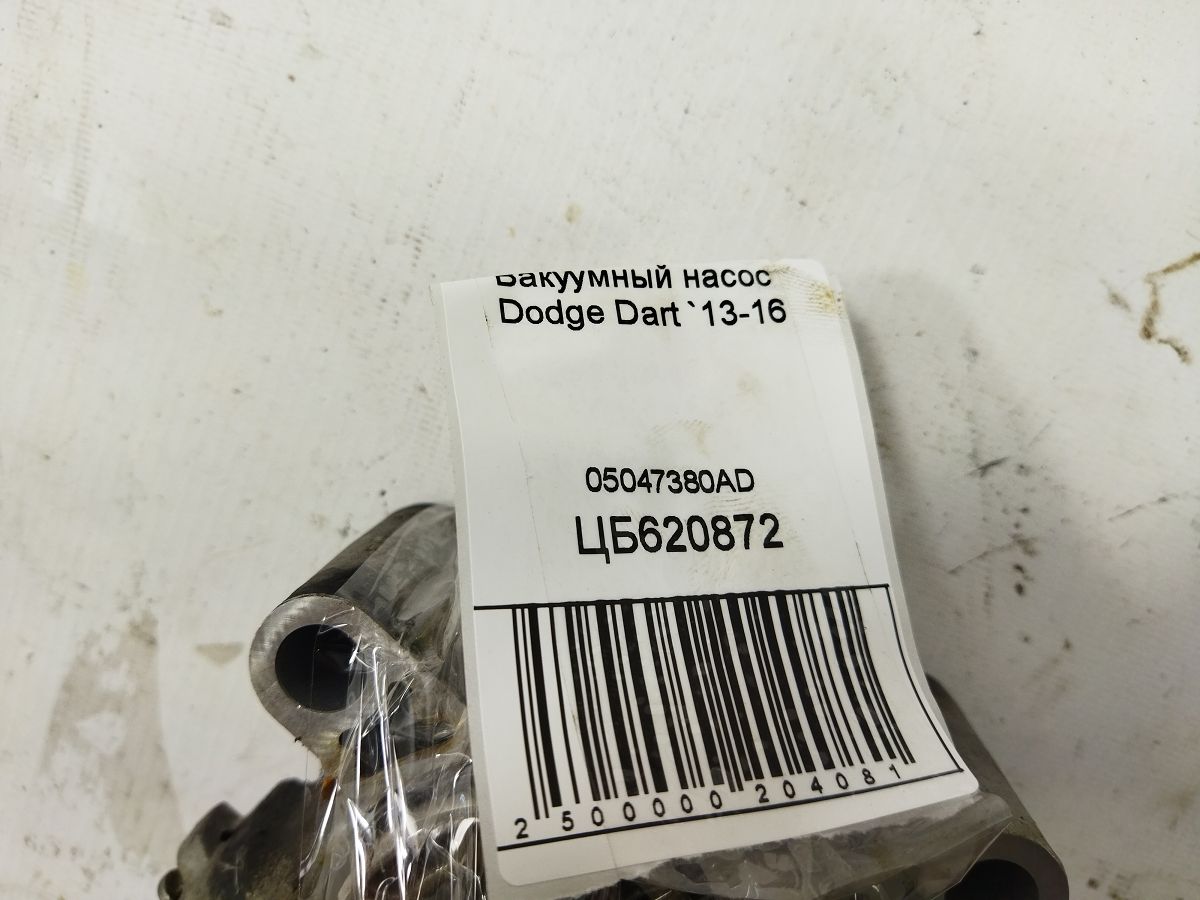 Вакуумный насос
Dodge Dart `13-16
05047380AD
ЦБ620872
2 500000 204081